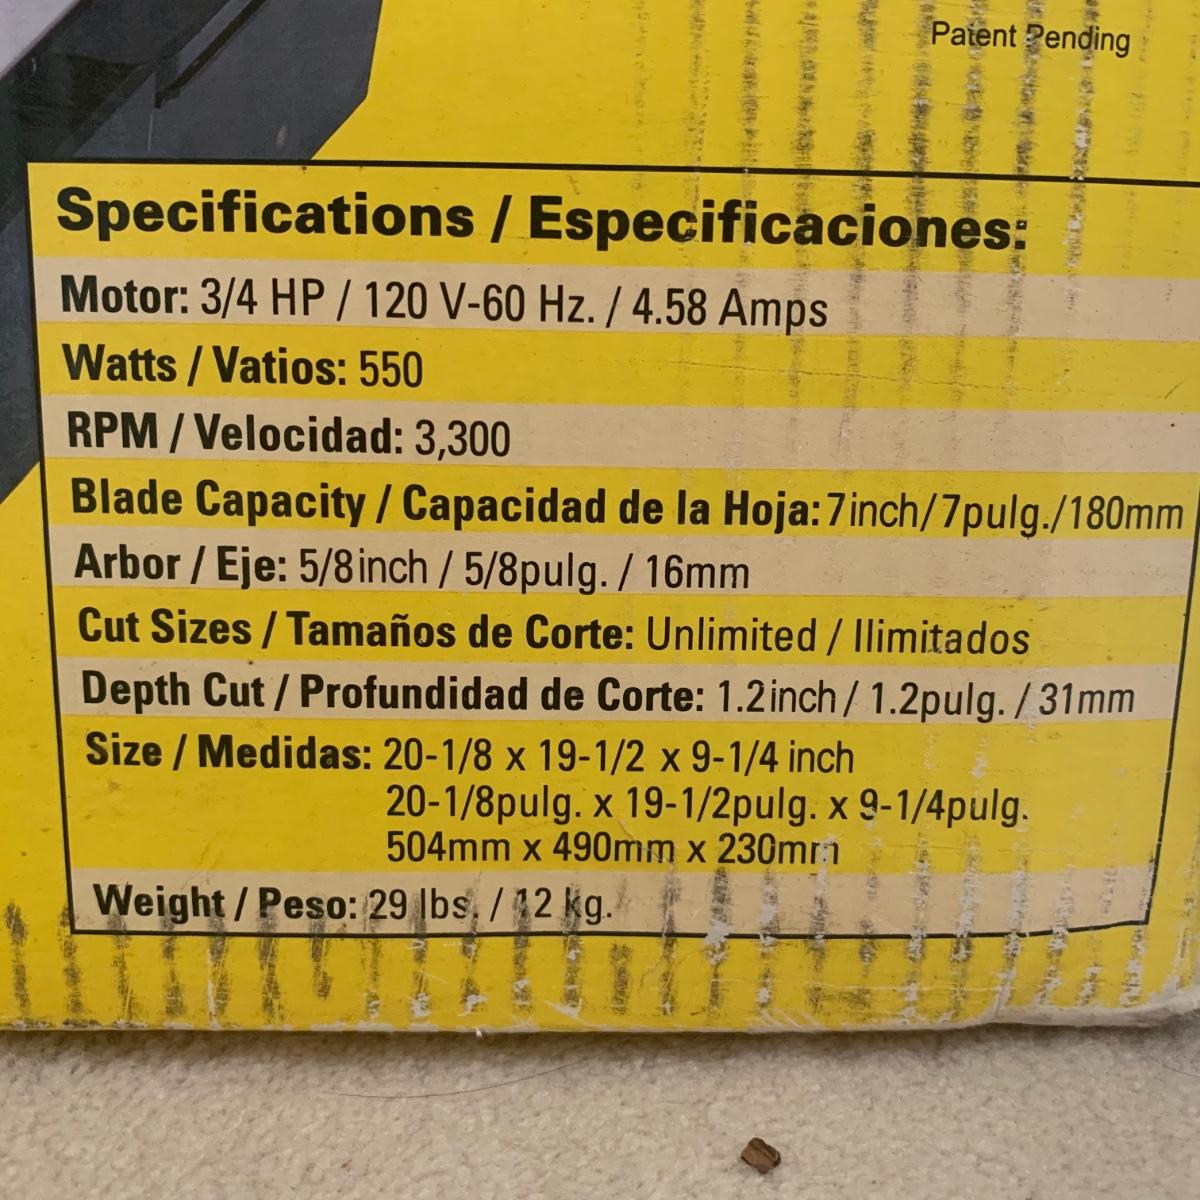 Patent Pending
Specifications / Especificaciones:
Motor: 3/4 HP / 120 V-60 Hz. / 4.58 Amps
Watts / Vatios: 550
RPM / Velocidad: 3,300
Blade Capacity / Capacidad de la Hoja: 7inch/7pulg./180mm
Arbor / Eje: 5/8inch / 5/8pulg. / 16mm
Cut Sizes / Tamaños de Corte: Unlimited / Ilimitados
Depth Cut / Profundidad de Corte: 1.2inch / 1.2pulg. / 31mm
Size / Medidas: 20-1/8 x 19-1/2 x 9-1/4 inch
20-1/8pulg. x 19-1/2pulg. x 9-1/4pulg.
504mm x 490mm x 230mm
Weight / Peso: 29 lbs. / 12 kg.